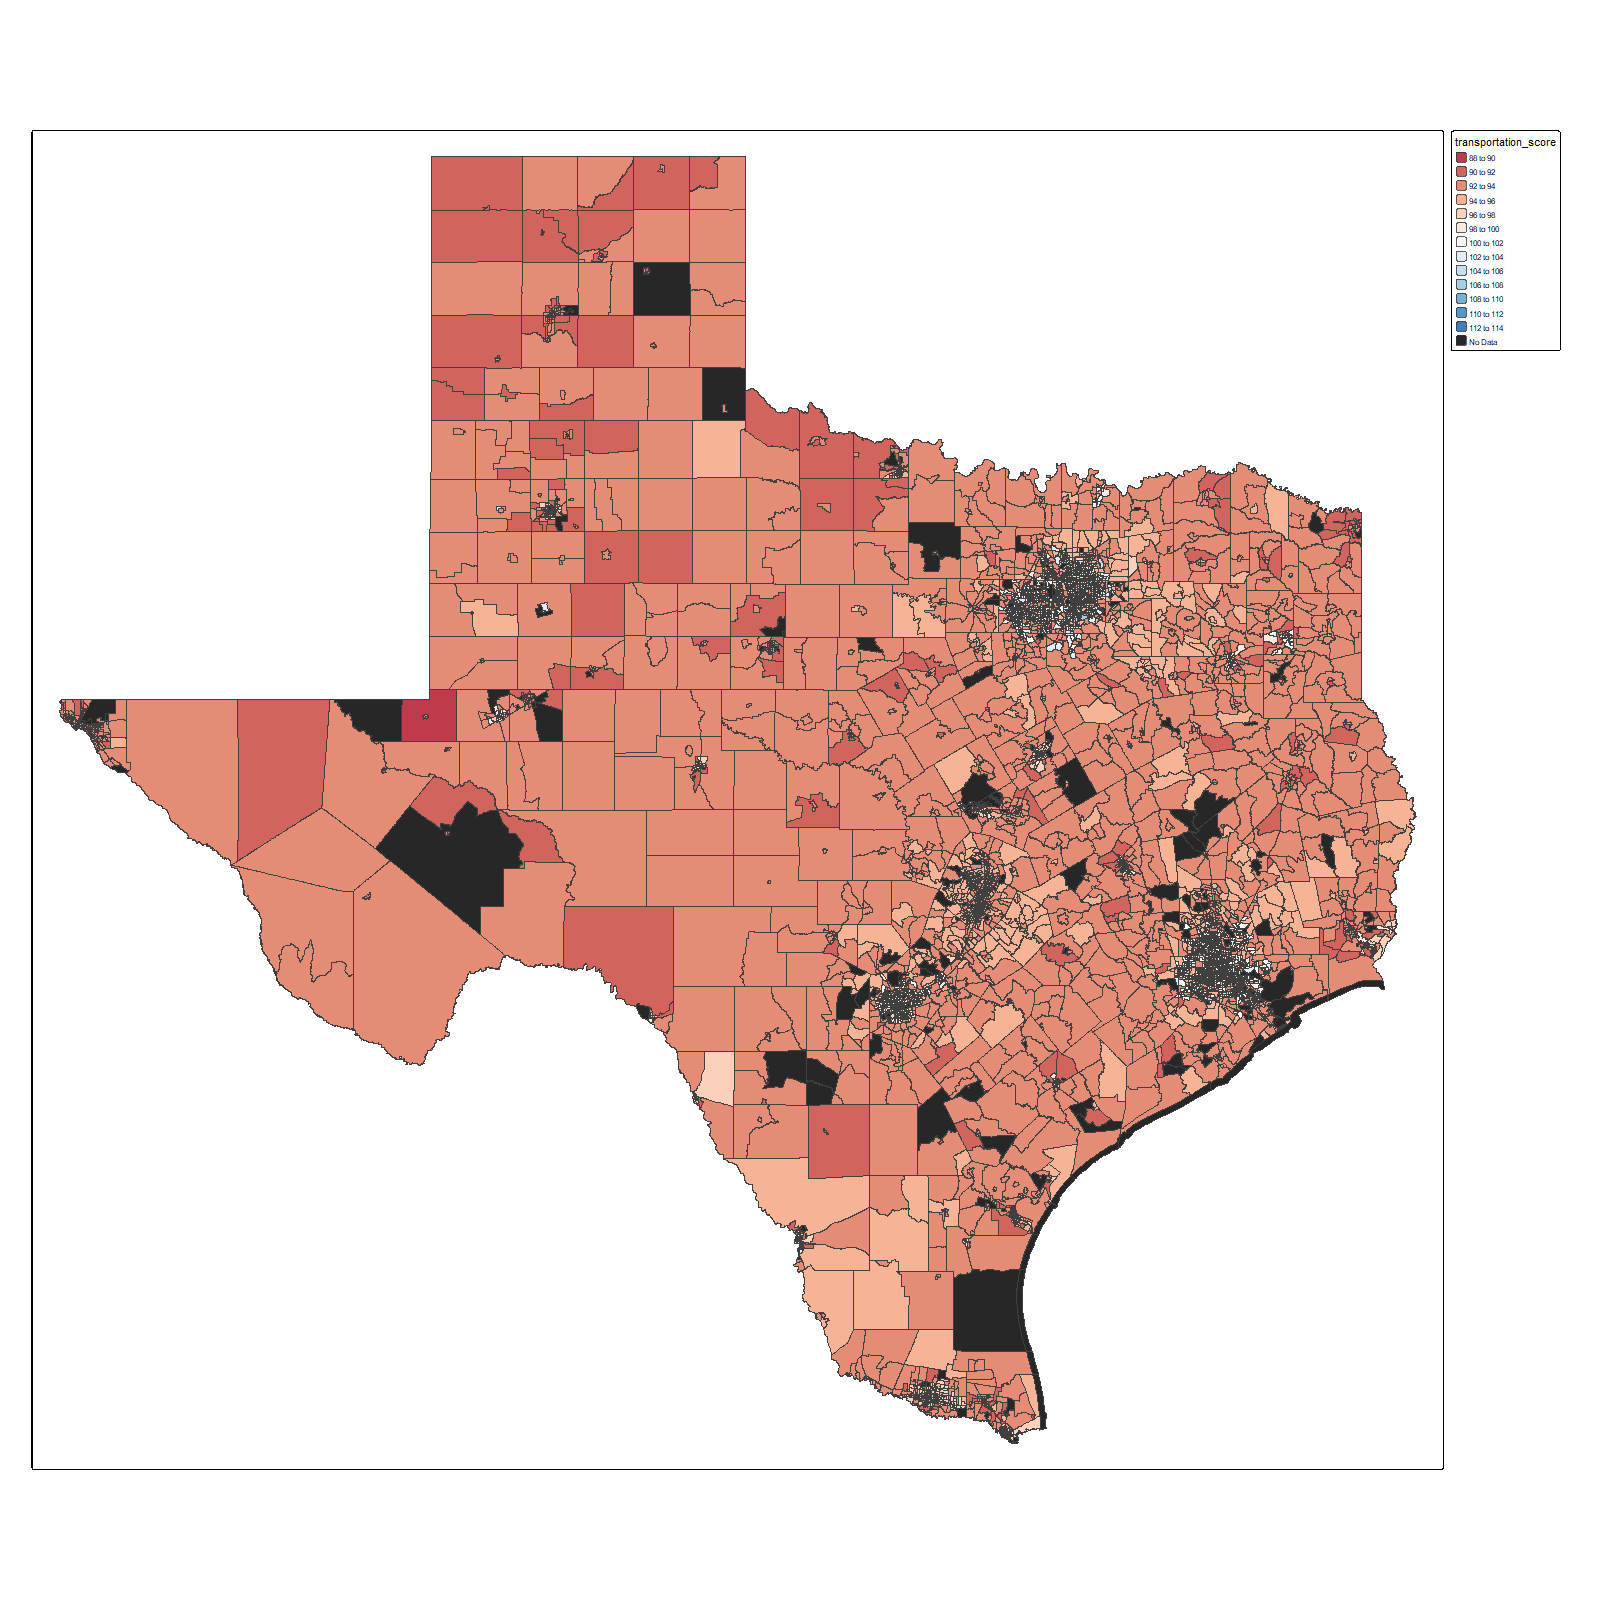 transportation_score
88 to 90
90 to 92
92 to 94
94 to 96
96 to 98
98 to 100
100 to 102
102 to 104
104 to 106
106 to 108
108 to 110
110 to 112
112 to 114
No Data